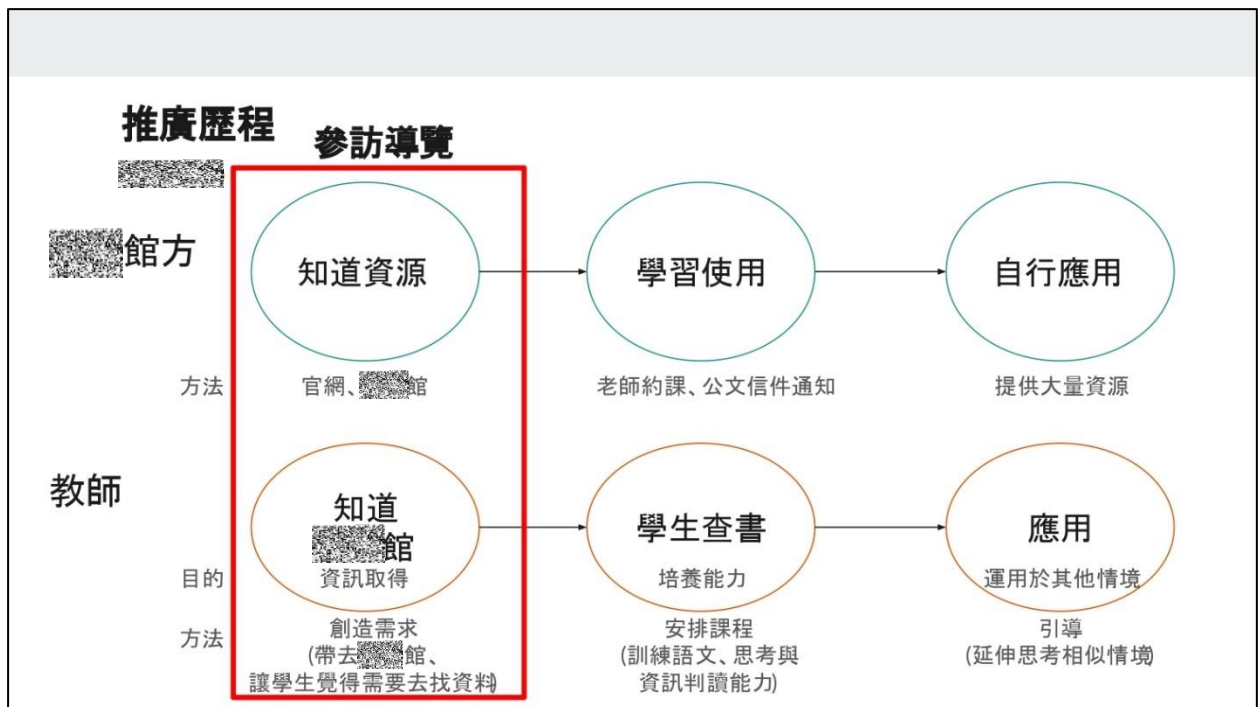 推廣歷程
參訪導覽
館方
知道資源
學習使用
自行應用
方法
官網、館
老師約課、公文信件通知
提供大量資源
教師
知道
館
學生查書
應用
目的
資訊取得
培養能力
運用於其他情境
方法
創造需求
(帶去館、
讓學生覺得需要去找資料)
安排課程
(訓練語文、思考與
資訊判讀能力)
引導
(延伸思考相似情境)